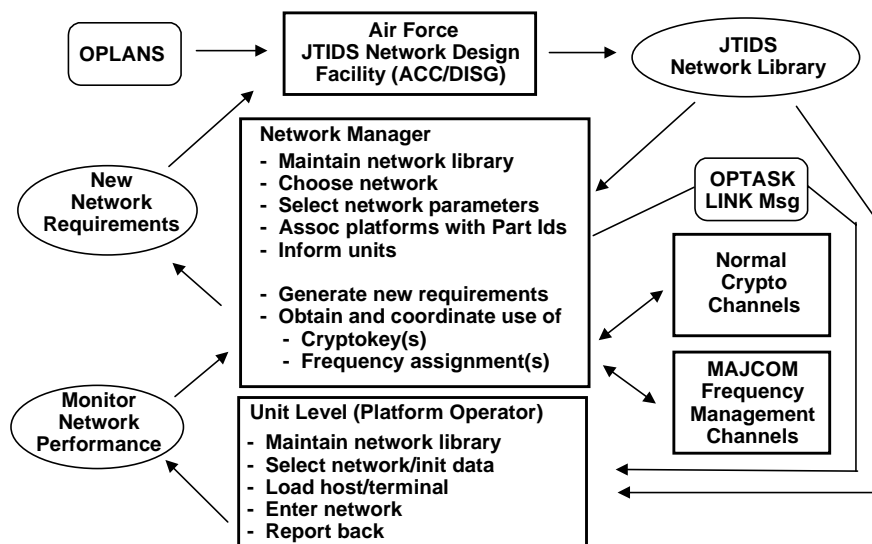 OPLANS
Air Force
JTIDS Network Design
Facility (ACC/DISG)
JTIDS
Network Library
New
Network
Requirements
Network Manager
- Maintain network library
- Choose network
- Select network parameters
- Assoc platforms with Part Ids
- Inform units
- Generate new requirements
- Obtain and coordinate use of
- Cryptokey(s)
- Frequency assignment(s)
OPTASK
LINK Msg
Normal
Crypto
Channels
MAJCOM
Frequency
Management
Channels
Monitor
Network
Performance
Unit Level (Platform Operator)
- Maintain network library
- Select network/init data
- Load host/terminal
- Enter network
- Report back